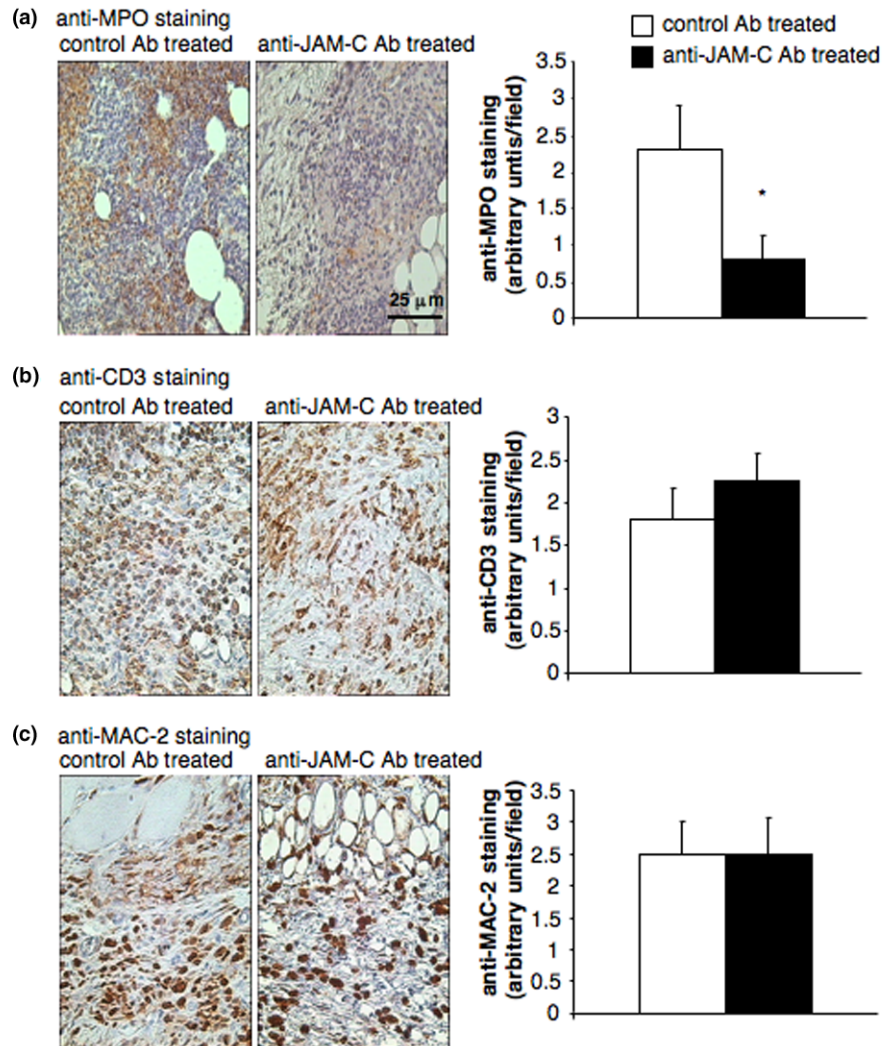 (a) anti-MPO staining
control Ab treated anti-JAM-C Ab treated
25 µm
control Ab treated
anti-JAM-C Ab treated
anti-MPO staining
(arbitrary untis/field)
3.5
3
2.5
2
1.5
1
0.5
0
*
(b) anti-CD3 staining
control Ab treated anti-JAM-C Ab treated
anti-CD3 staining
(arbitrary units/field)
3
2.5
2
1.5
1
0.5
0
(c) anti-MAC-2 staining
control Ab treated anti-JAM-C Ab treated
anti-MAC-2 staining
(arbitrary units/field)
3.5
3
2.5
2
1.5
1
0.5
0